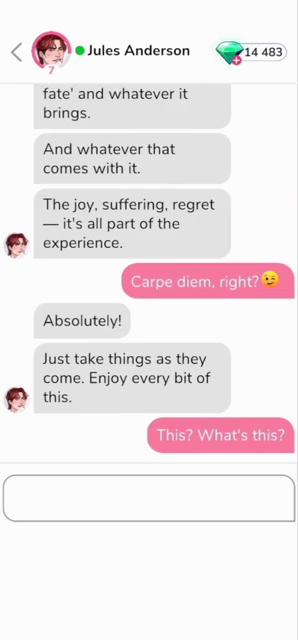 Jules Anderson
14 483
7
fate' and whatever it
brings.
And whatever that
comes with it.
The joy, suffering, regret
— it's all part of the
experience.
Carpe diem, right?😉
Absolutely!
Just take things as they
come. Enjoy every bit of
this.
This? What's this?